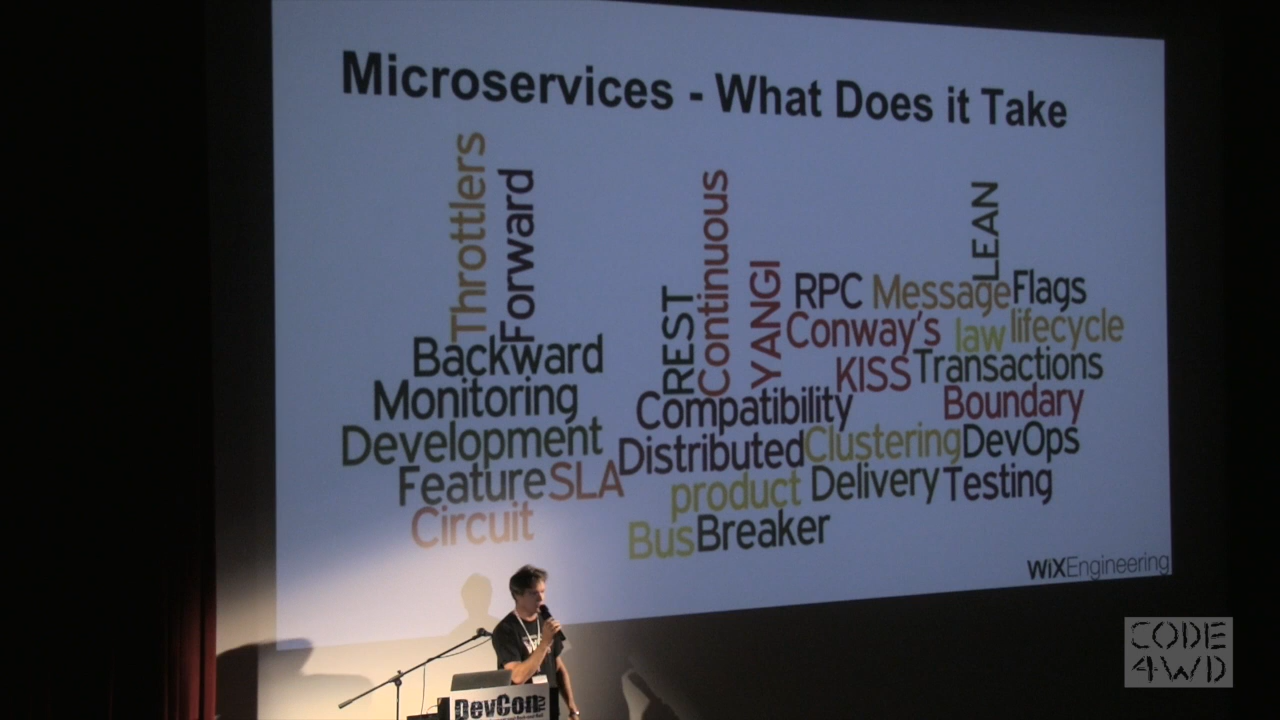 Microservices - What Does it Take
Throttlers
Forward
REST
Continuous
YANGI
LEAN
RPC Message Flags
Conway's law lifecycle
Backward
KISS Transactions
Monitoring Compatibility Boundary
Development Distributed Clustering DevOps
Feature SLA product Delivery Testing
Circuit Bus Breaker
WiXEngineering
DevCon
CODE
4WD